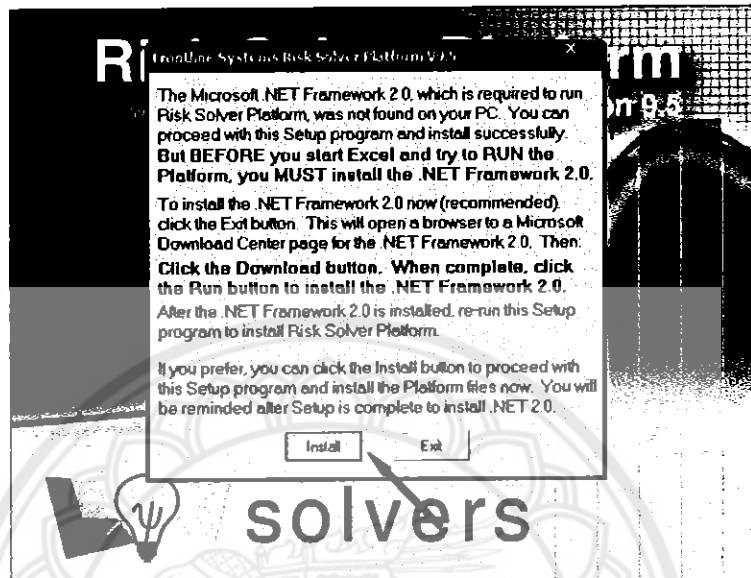 Ri
rm
on 9.5
Frontline Systems Risk Solver Platform V9.5
The Microsoft .NET Framework 2.0, which is required to run
Risk Solver Platform, was not found on your PC. You can
proceed with this Setup program and install successfully.
But BEFORE you start Excel and try to RUN the
Platform, you MUST install the .NET Framework 2.0.
To install the .NET Framework 2.0 now (recommended)
click the Exit button. This will open a browser to a Microsoft
Download Center page for the .NET Framework 2.0. Then:
Click the Download button. When complete, click
the Run button to install the .NET Framework 2.0.
After the .NET Framework 2.0 is installed, re-run this Setup
program to install Risk Solver Platform.
If you prefer, you can click the Install button to proceed with
this Setup program and install the Platform files now. You will
be reminded after Setup is complete to install .NET 2.0.
Install Exit
solvers